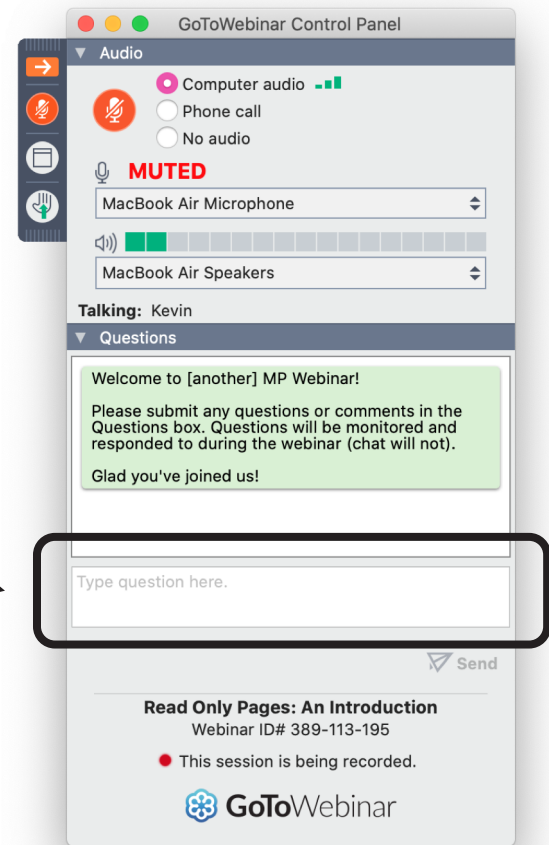 GoToWebinar Control Panel
Audio
Computer audio
Phone call
No audio
MUTED
MacBook Air Microphone
MacBook Air Speakers
Talking: Kevin
Questions
Welcome to [another] MP Webinar!
Please submit any questions or comments in the
Questions box. Questions will be monitored and
responded to during the webinar (chat will not).
Glad you've joined us!
Type question here.
Send
Read Only Pages: An Introduction
Webinar ID# 389-113-195
This session is being recorded.
GoToWebinar